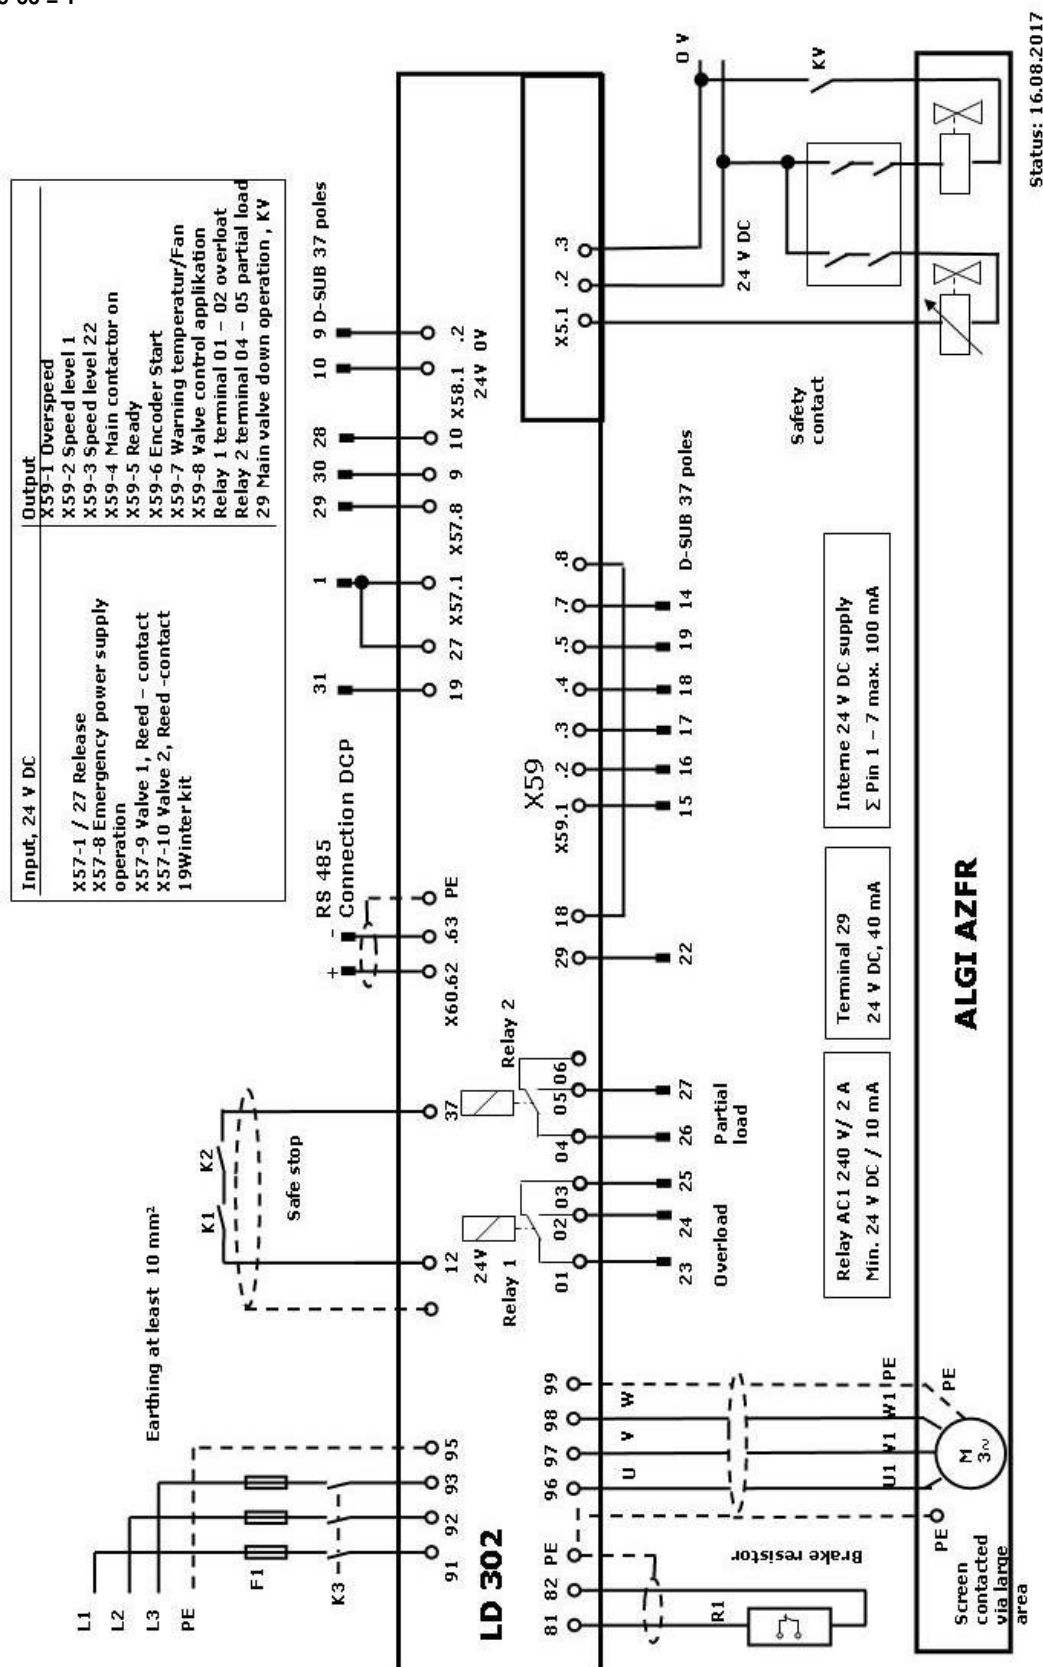 Input, 24 V DC
X57-1 / 27 Release
X57-8 Emergency power supply
operation
X57-9 Valve 1, Reed – contact
X57-10 Valve 2, Reed -contact
19Winterkit
Output
X59-1 Overspeed
X59-2 Speed level 1
X59-3 Speed level 22
X59-4 Main contactor on
X59-5 Ready
X59-6 Encoder Start
X59-7 Warning temperatur/Fan
X59-8 Valve control applikation
Relay 1 terminal 01 – 02 overloat
Relay 2 terminal 04 – 05 partial load
29 Main valve down operation , KV
L1
L2
L3
PE
F1
K3
Earthing at least 10 mm²
K1
K2
Safe stop
RS 485
Connection DCP
+
-
31
1
29
30
28
10
9 D-SUB 37 poles
91
92
93
95
12
37
X60.62
.63
PE
19
27
X57.1
X57.8
9
10
X58.1
.2
24V 0V
LD 302
24V
Relay 1
Relay 2
81
82
PE
96
97
98
99
01
02
03
04
05
06
29
18
X59
X59.1
.2
.3
.4
.5
.7
.8
X5.1
.2
.3
23
24
25
26
27
22
15
16
17
18
19
14
D-SUB 37 poles
Overload
Partial
load
U
V
W
R1
Brake resistor
U1
V1
W1
PE
PE
PE
M
3~
Screen
contacted
via large
area
Relay AC1 240 V/ 2 A
Min. 24 V DC / 10 mA
Terminal 29
24 V DC, 40 mA
Interne 24 V DC supply
Σ Pin 1 – 7 max. 100 mA
Safety
contact
24 V DC
0 V
KV
ALGI AZFR
Status: 16.08.2017